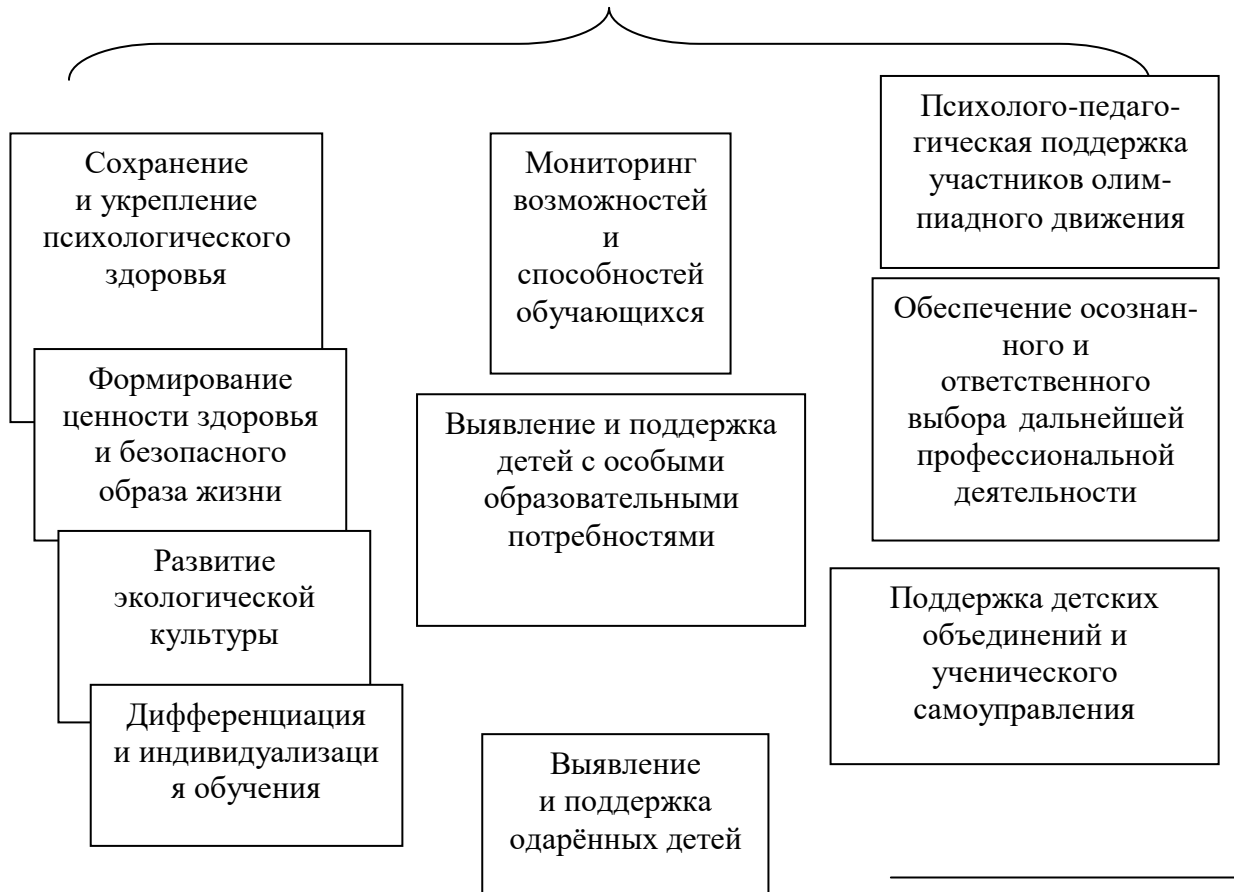 Сохранение
и укрепление
психологического
здоровья
Формирование
ценности здоровья
и безопасного
образа жизни
Развитие
экологической
культуры
Дифференциация
и индивидуализаци
я обучения
Мониторинг
возможностей
и
способностей
обучающихся
Выявление и поддержка
детей с особыми
образовательными
потребностями
Выявление
и поддержка
одарённых детей
Психолого-педаго-
гическая поддержка
участников олим-
пиадного движения
Обеспечение осознан-
ного и
ответственного
выбора дальнейшей
профессиональной
деятельности
Поддержка детских
объединений и
ученического
самоуправления